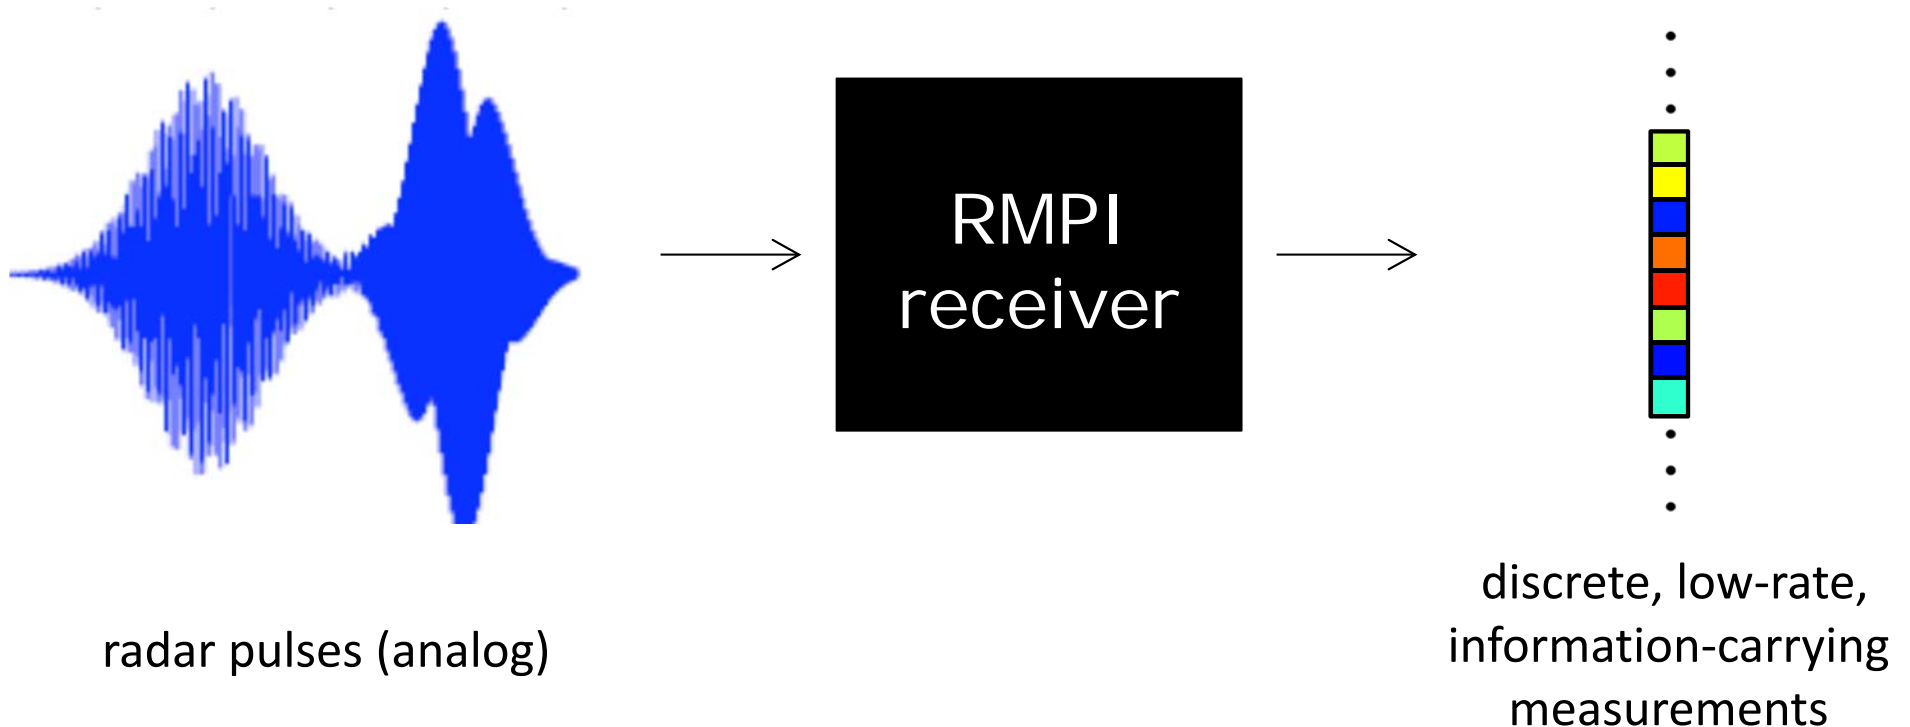 RMPI
receiver
radar pulses (analog)
discrete, low-rate,
information-carrying
measurements